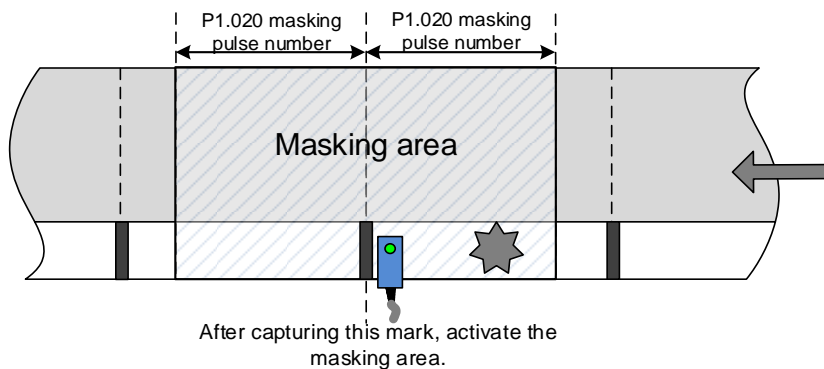 P1.020 masking
pulse number
P1.020 masking
pulse number
Masking area
After capturing this mark, activate the
masking area.